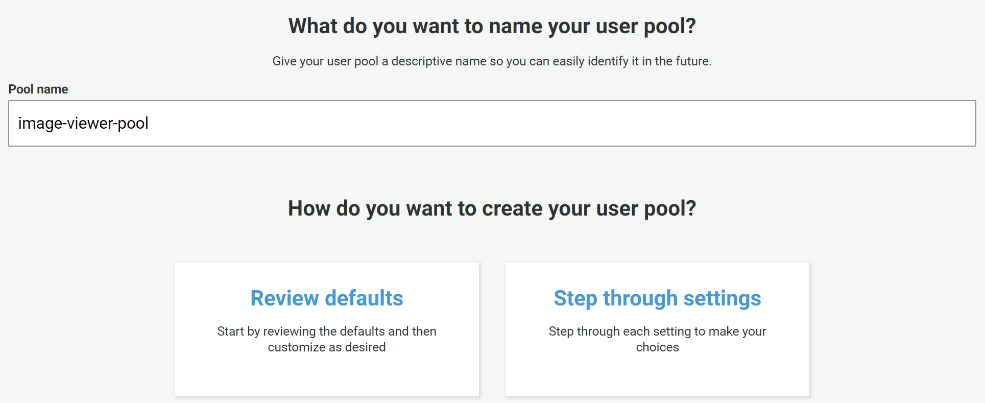 What do you want to name your user pool?
Give your user pool a descriptive name so you can easily identify it in the future.
Pool name
image-viewer-pool
How do you want to create your user pool?
Review defaults
Start by reviewing the defaults and then
customize as desired
Step through settings
Step through each setting to make your
choices